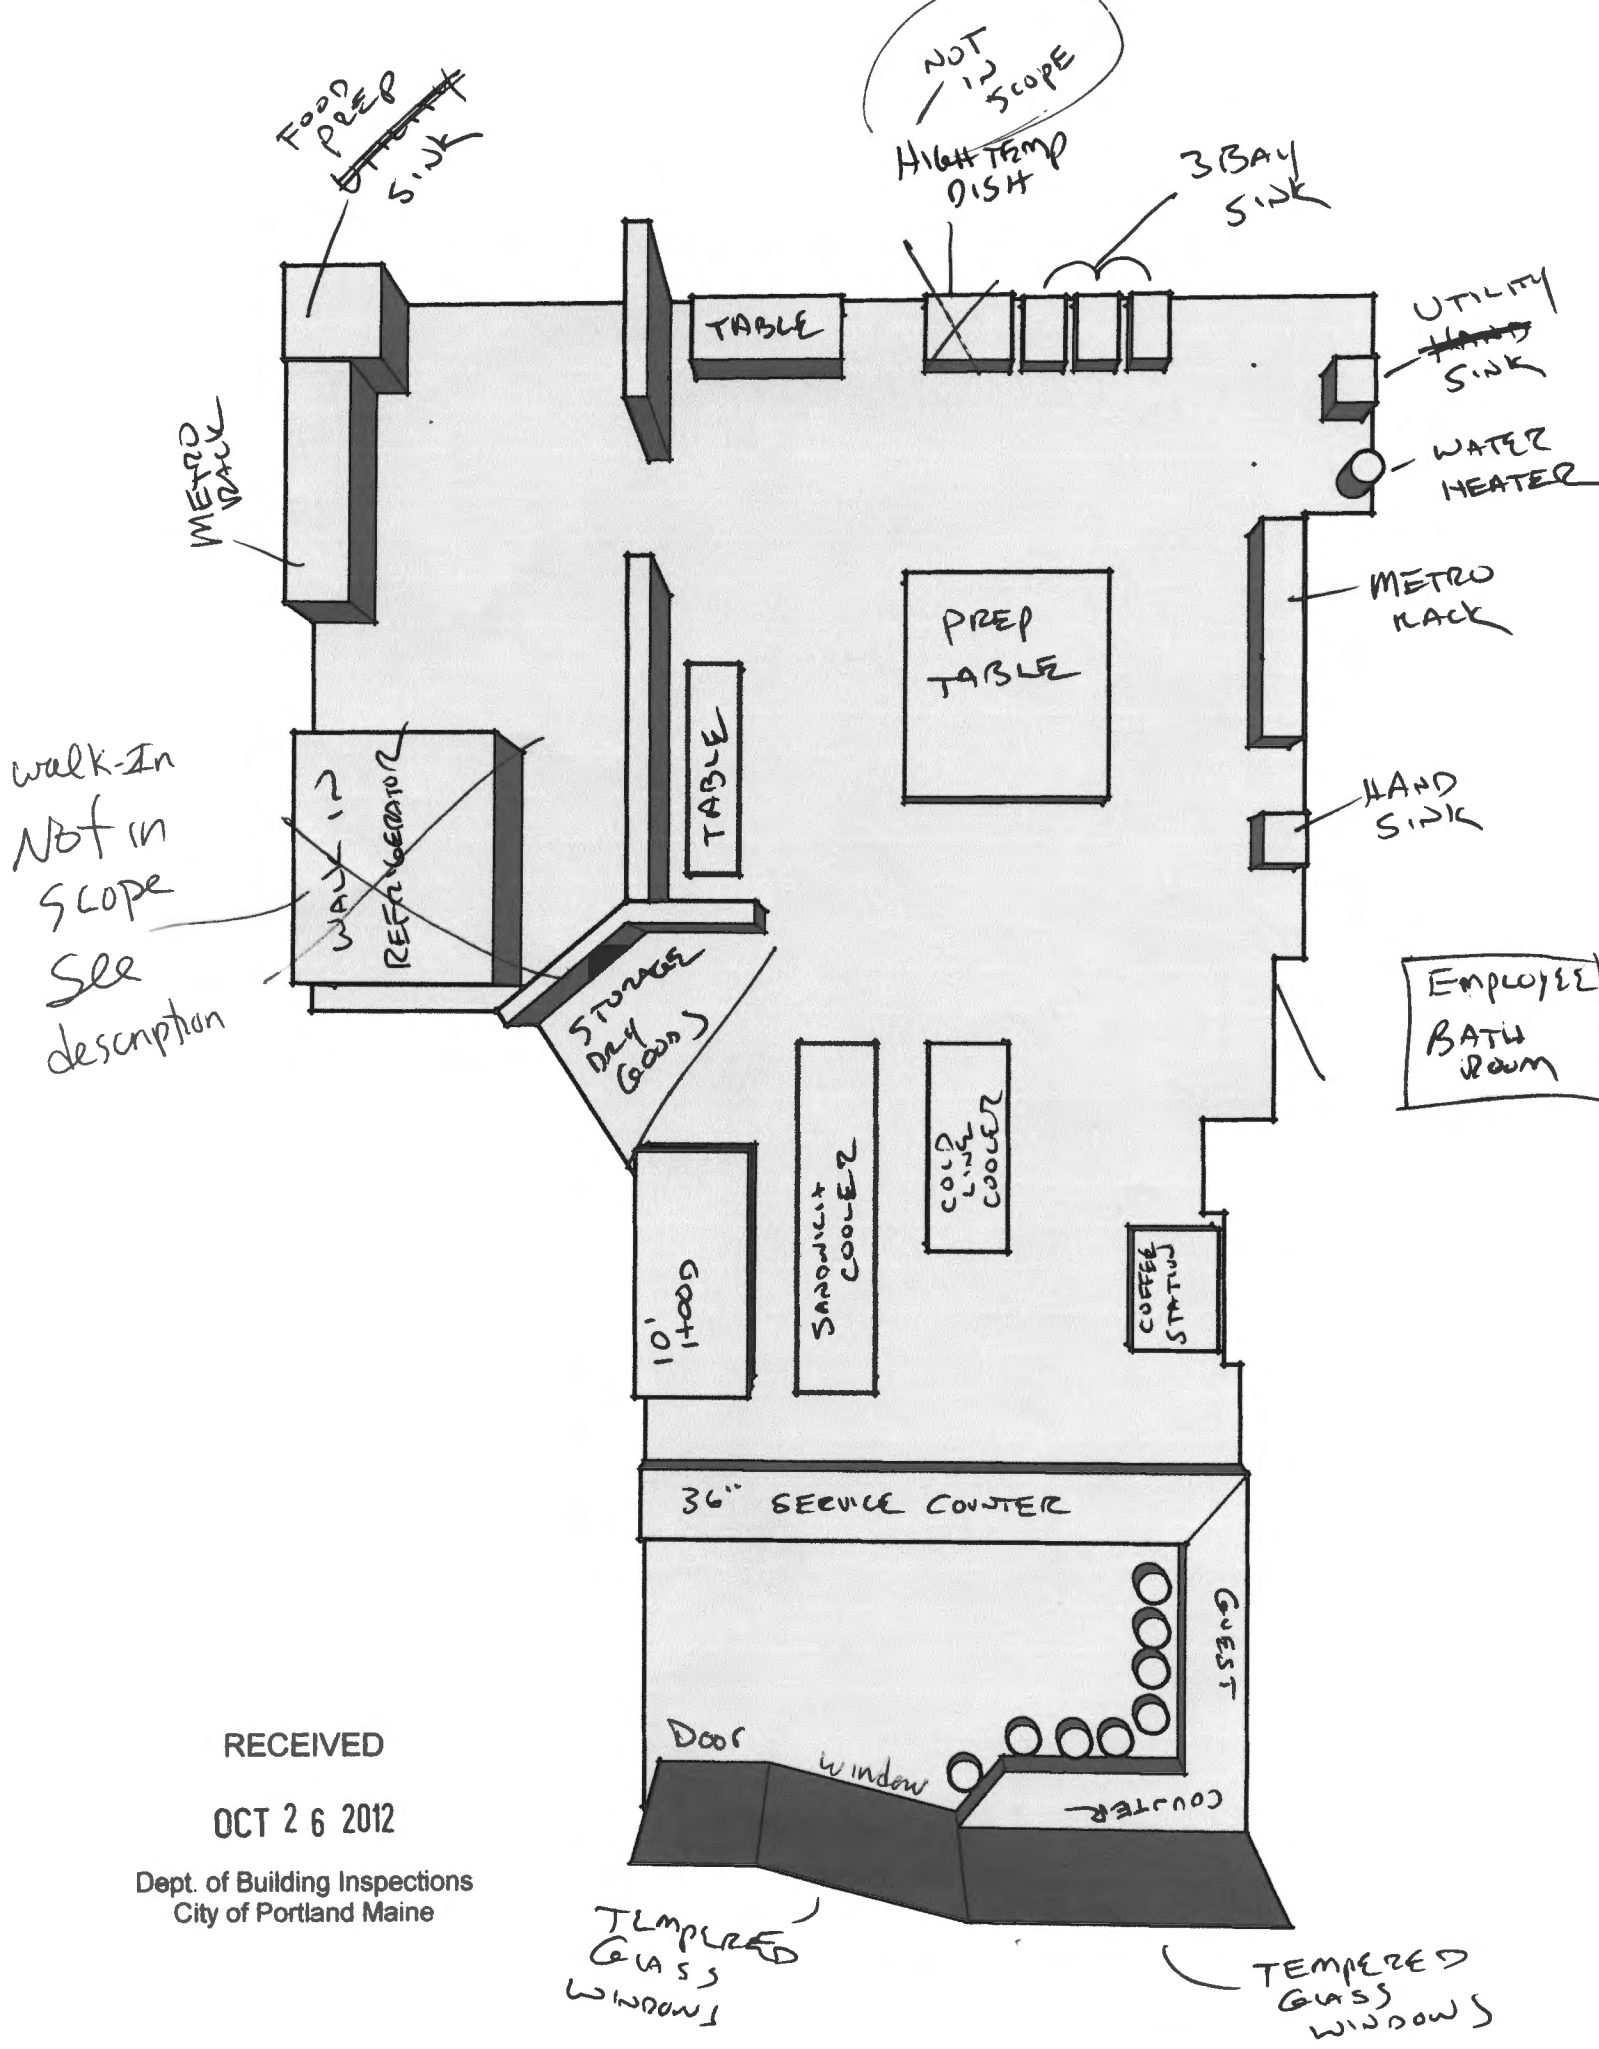 NOT
IN
SCOPE
FOOD
PREP
SINK
HIGH TEMP
DISH
3 BAY
SINK
UTILITY
HAND
SINK
TABLE
WATER
HEATER
METRO
RACK
METRO
RACK
PREP
TABLE
TABLE
walk-In
Not in
scope
See
description
WALK IN
REFRIGERATOR
HAND
SINK
STORAGE
DRY
GOODS
EMPLOYEE
BATH
ROOM
SANDWICH
COOLER
COLD
LINE
COOLER
10'
HOOD
COFFEE
STATION
36" SERVICE COUNTER
GUEST
COUNTER
Door
window
RECEIVED
OCT 26 2012
Dept. of Building Inspections
City of Portland Maine
TEMPERED
GLASS
WINDOWS
TEMPERED
GLASS
WINDOWS